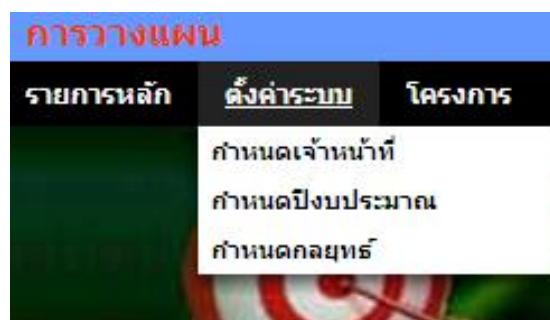 การวางแผน
รายการหลัก ตั้งค่าระบบ โครงการ
กำหนดเจ้าหน้าที่
กำหนดปีงบประมาณ
กำหนดกลยุทธ์